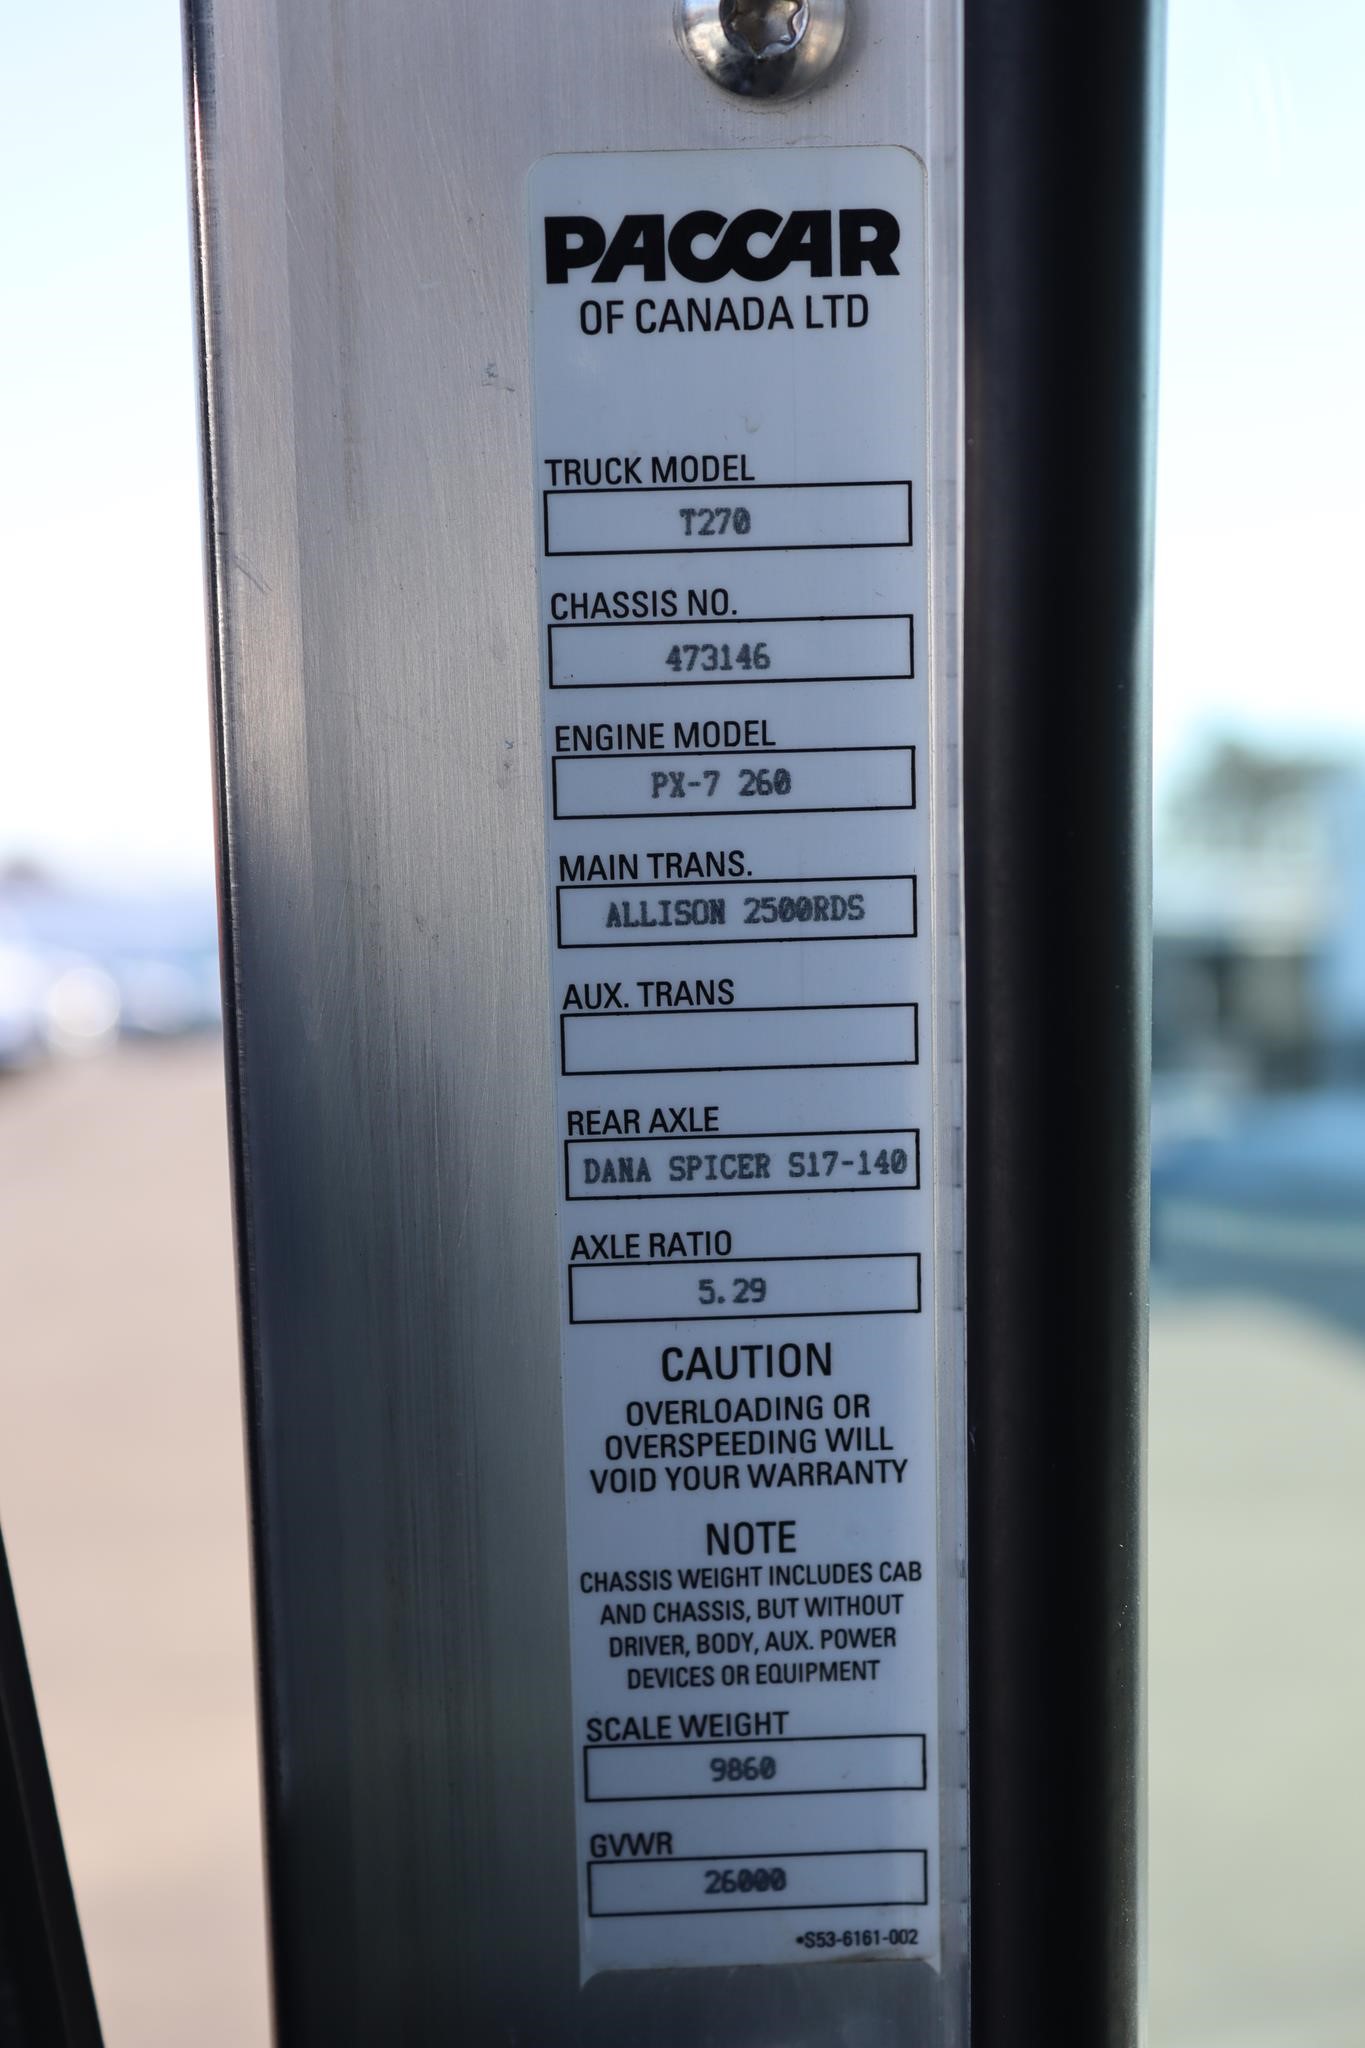 PACCAR
OF CANADA LTD
TRUCK MODEL
T270
CHASSIS NO.
473146
ENGINE MODEL
PX-7 260
MAIN TRANS.
ALLISON 2500RDS
AUX. TRANS
REAR AXLE
DANA SPICER S17-140
AXLE RATIO
5.29
CAUTION
OVERLOADING OR
OVERSPEEDING WILL
VOID YOUR WARRANTY
NOTE
CHASSIS WEIGHT INCLUDES CAB
AND CHASSIS, BUT WITHOUT
DRIVER, BODY, AUX. POWER
DEVICES OR EQUIPMENT
SCALE WEIGHT
9860
GVWR
26000
•S53-6161-002